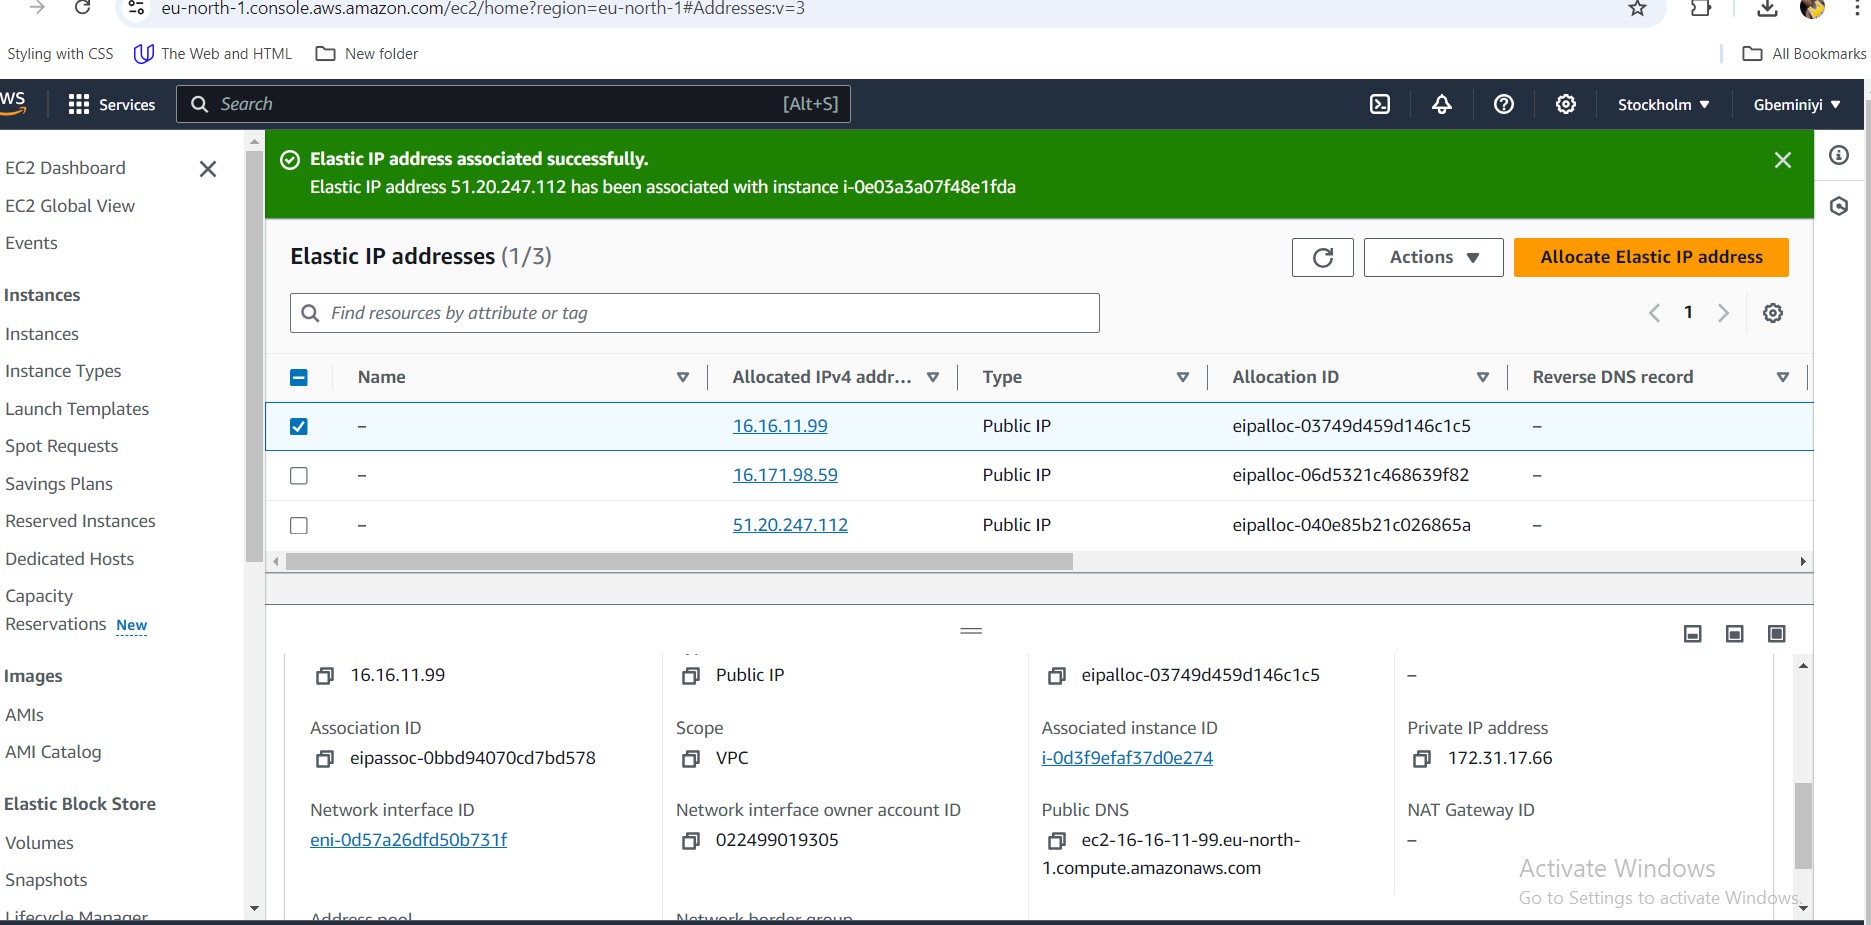 eu-north-1.console.aws.amazon.com/ec2/home?region=eu-north-1#Addresses:v=3
Styling with CSS The Web and HTML New folder All Bookmarks
Services Search [Alt+S] Stockholm Gbeminiyi
EC2 Dashboard
EC2 Global View
Events
Instances
Instances
Instance Types
Launch Templates
Spot Requests
Savings Plans
Reserved Instances
Dedicated Hosts
Capacity
Reservations New
Images
AMIs
AMI Catalog
Elastic Block Store
Volumes
Snapshots
Lifecycle Manager
Elastic IP address associated successfully.
Elastic IP address 51.20.247.112 has been associated with instance i-0e03a3a07f48e1fda
Elastic IP addresses (1/3)
Actions
Allocate Elastic IP address
Find resources by attribute or tag
1
Name Allocated IPv4 addr... Type Allocation ID Reverse DNS record
– 16.16.11.99 Public IP eipalloc-03749d459d146c1c5 –
– 16.171.98.59 Public IP eipalloc-06d5321c468639f82 –
– 51.20.247.112 Public IP eipalloc-040e85b21c026865a –
16.16.11.99 Public IP eipalloc-03749d459d146c1c5 –
Association ID Scope Associated instance ID Private IP address
eipassoc-0bbd94070cd7bd578 VPC i-0d3f9efaf37d0e274 172.31.17.66
Network interface ID Network interface owner account ID Public DNS NAT Gateway ID
eni-0d57a26dfd50b731f 022499019305 ec2-16-16-11-99.eu-north- –
1.compute.amazonaws.com
Address pool Network border group
Activate Windows
Go to Settings to activate Windows.